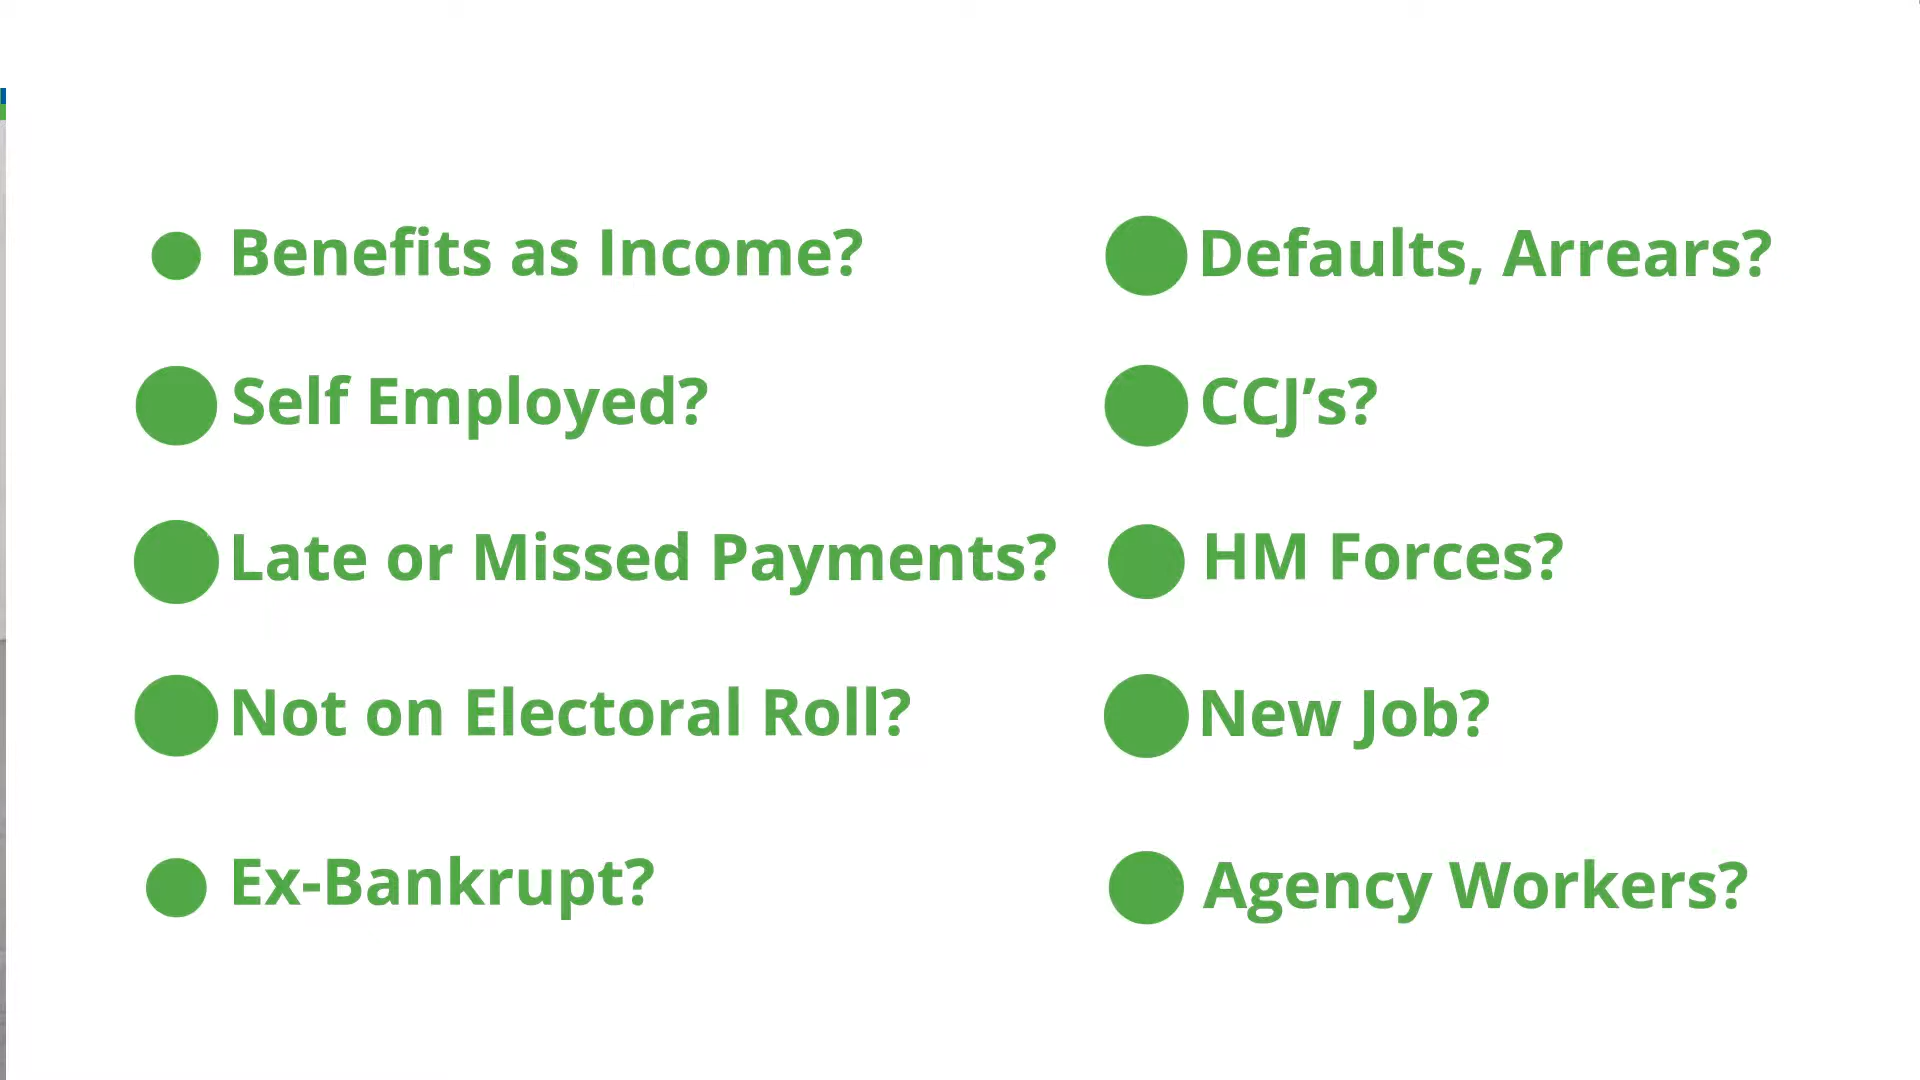 Benefits as Income?
Self Employed?
Late or Missed Payments?
Not on Electoral Roll?
Ex-Bankrupt?
Defaults, Arrears?
CCJ’s?
HM Forces?
New Job?
Agency Workers?